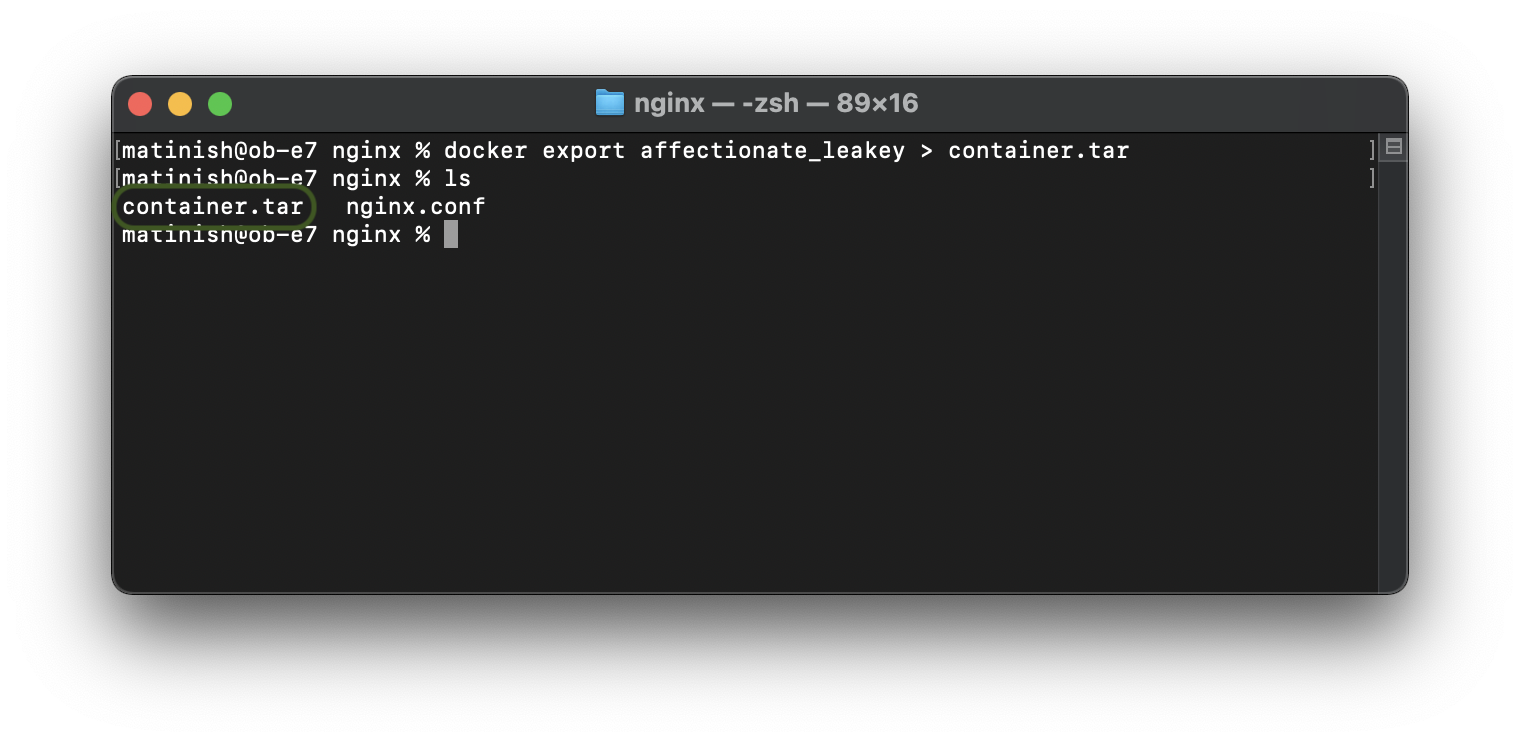 nginx — -zsh — 89×16
[matinish@ob-e7 nginx % docker export affectionate_leakey > container.tar ]
[matinish@ob-e7 nginx % ls ]
container.tar nginx.conf
matinish@ob-e7 nginx %